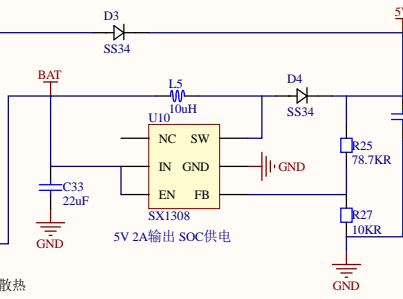 D3
SS34
5V
BAT
L5
10uH
D4
SS34
U10
NC SW
IN GND
EN FB
GND
SX1308
C33
22uF
GND
R25
78.7KR
R27
10KR
GND
5V 2A输出 SOC供电
散热